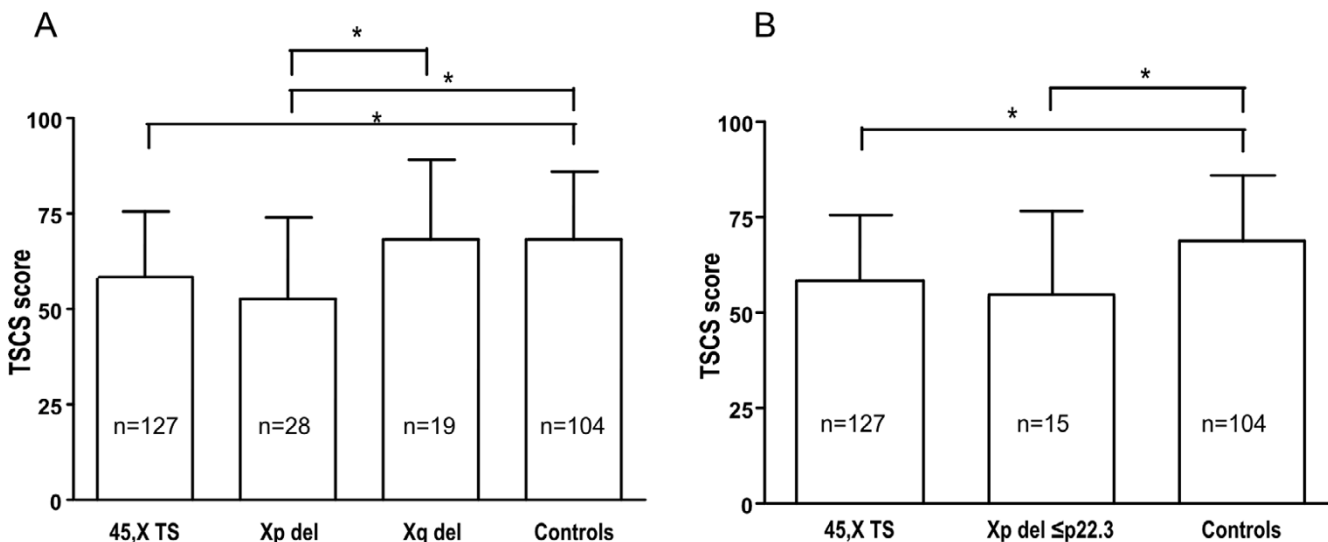 A
*
*
*
100
75
50
25
0
TSCS score
n=127
n=28
n=19
n=104
45,X TS
Xp del
Xq del
Controls
B
*
*
100
75
50
25
0
TSCS score
n=127
n=15
n=104
45,X TS
Xp del ≤p22.3
Controls